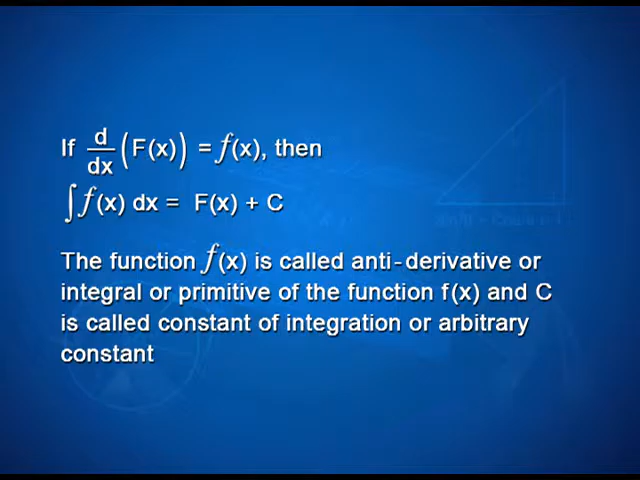 If d/dx (F(x)) = f(x), then
∫ f(x) dx = F(x) + C
The function f(x) is called anti-derivative or
integral or primitive of the function f(x) and C
is called constant of integration or arbitrary
constant